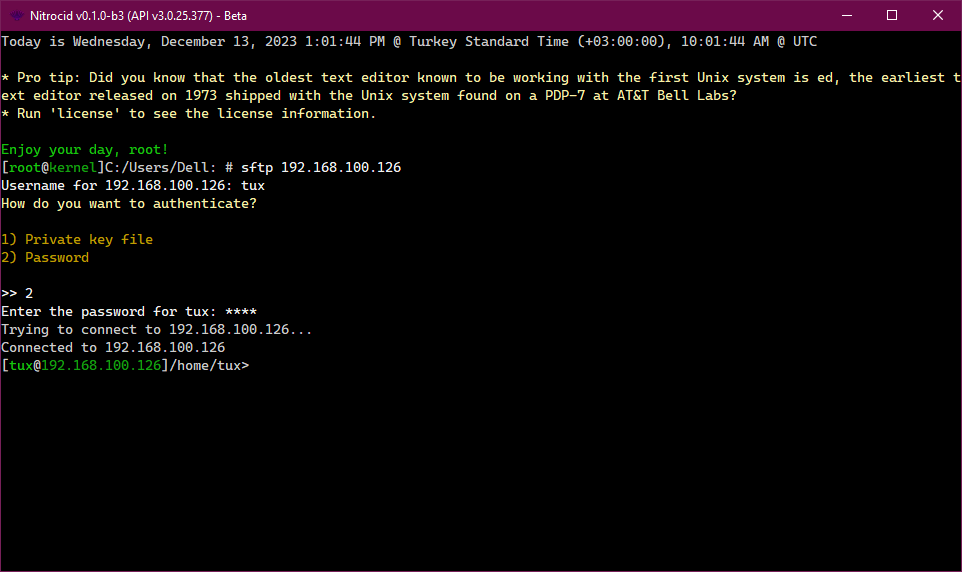 Nitrocid v0.1.0-b3 (API v3.0.25.377) - Beta
Today is Wednesday, December 13, 2023 1:01:44 PM @ Turkey Standard Time (+03:00:00), 10:01:44 AM @ UTC
* Pro tip: Did you know that the oldest text editor known to be working with the first Unix system is ed, the earliest t
ext editor released on 1973 shipped with the Unix system found on a PDP-7 at AT&T Bell Labs?
* Run 'license' to see the license information.
Enjoy your day, root!
[root@kernel]C:/Users/Dell: # sftp 192.168.100.126
Username for 192.168.100.126: tux
How do you want to authenticate?
1) Private key file
2) Password
>> 2
Enter the password for tux: ****
Trying to connect to 192.168.100.126...
Connected to 192.168.100.126
[tux@192.168.100.126]/home/tux>